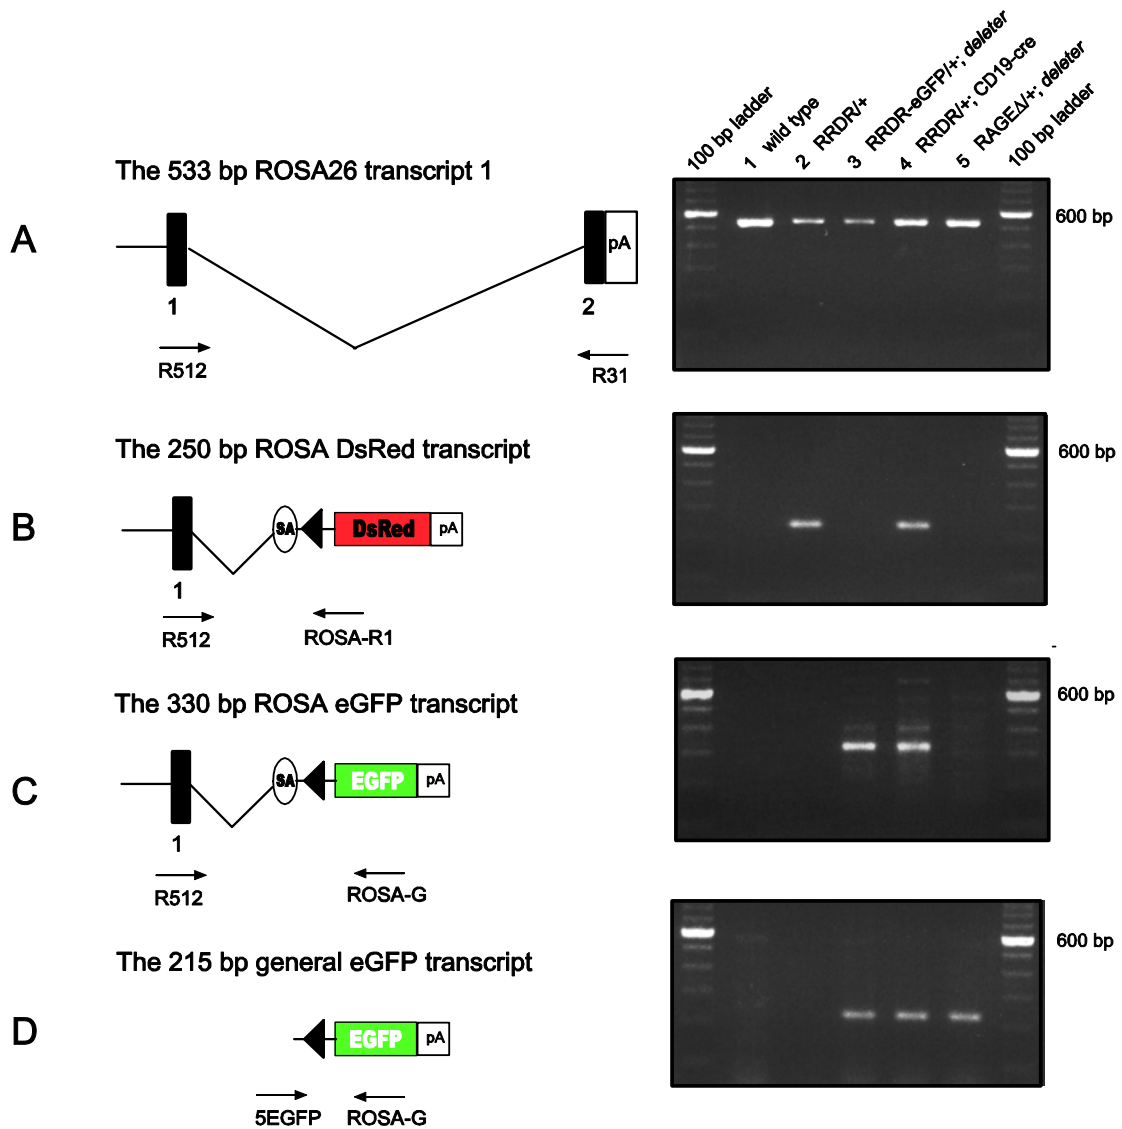 100 bp ladder
1 wild type
2 RRDR/+
3 RRDR-eGFP/+; deleter
4 RRDR/+; CD19-cre
5 RAGEΔ/+; deleter
100 bp ladder
The 533 bp ROSA26 transcript 1
A
pA
1
2
R512
R31
600 bp
The 250 bp ROSA DsRed transcript
B
SA
DsRed
pA
1
R512
ROSA-R1
600 bp
The 330 bp ROSA eGFP transcript
C
SA
EGFP
pA
1
R512
ROSA-G
600 bp
The 215 bp general eGFP transcript
D
EGFP
pA
5EGFP
ROSA-G
600 bp